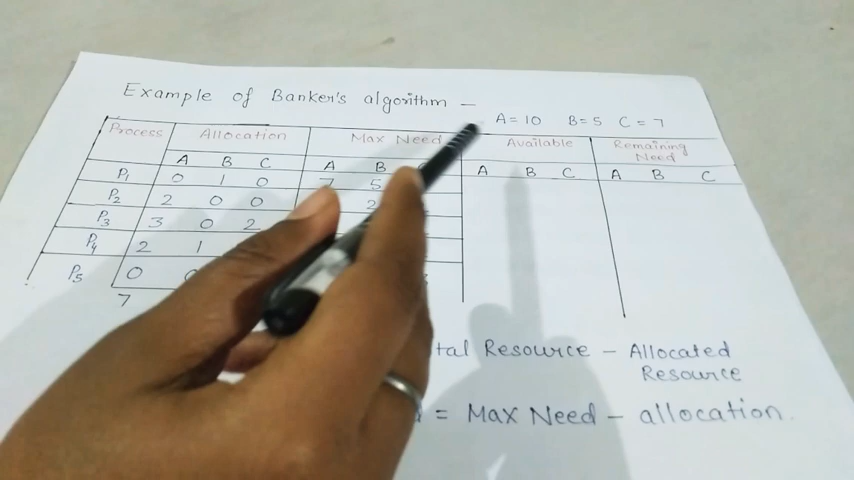 Example of Banker's algorithm —
A = 10 B = 5 C = 7
Process Allocation Max Need Available Remaining Need
A B C A B A B C A B C
P1 0 1 0 7 5
P2 2 0 0 2
P3 3 0 2
P4 2 1
P5 0
7
Resource — Allocated
Resource
= Max Need — allocation.